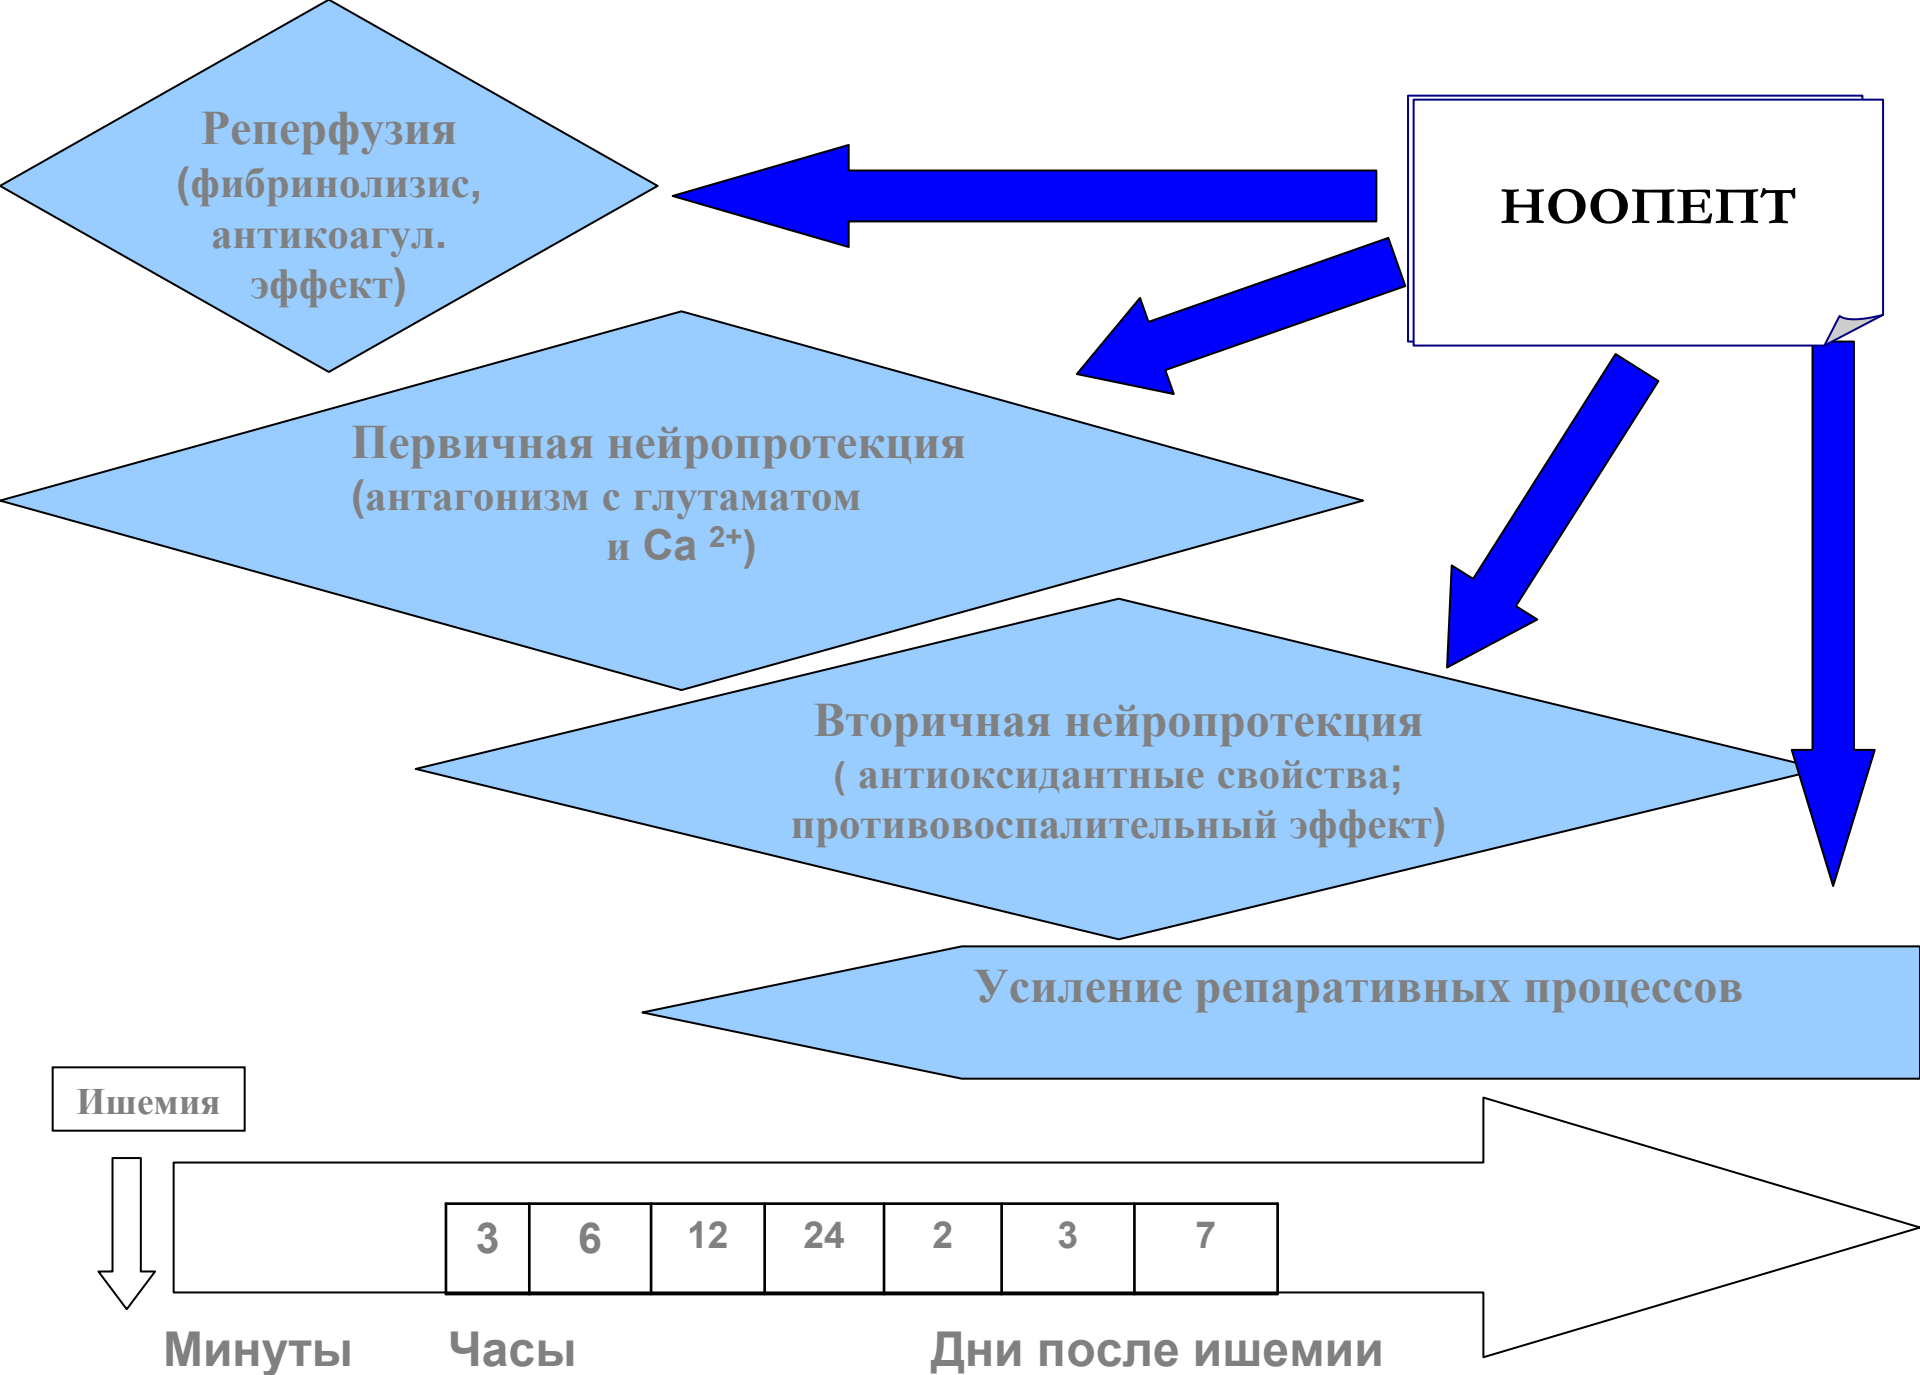 Реперфузия
(фибринолизис,
антикоагул.
эффект)
НООПЕПТ
Первичная нейропротекция
(антагонизм с глутаматом
и Ca 2+)
Вторичная нейропротекция
( антиоксидантные свойства;
противовоспалительный эффект)
Усиление репаративных процессов
Ишемия
3 6 12 24 2 3 7
Минуты Часы Дни после ишемии